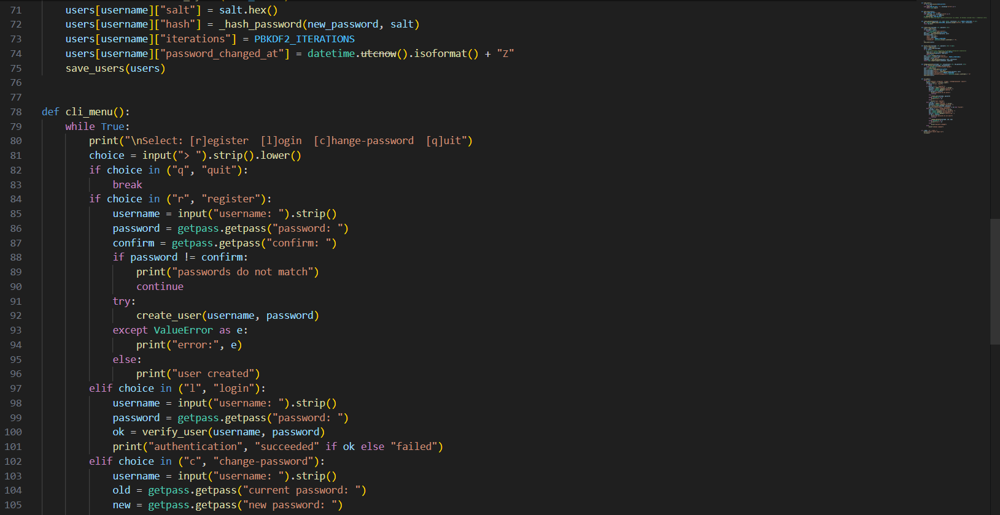 71 users[username]["salt"] = salt.hex()
72 users[username]["hash"] = _hash_password(new_password, salt)
73 users[username]["iterations"] = PBKDF2_ITERATIONS
74 users[username]["password_changed_at"] = datetime.utcnow().isoformat() + "Z"
75 save_users(users)
76
77
78 def cli_menu():
79 while True:
80 print("\nSelect: [r]egister  [l]ogin  [c]hange-password  [q]uit")
81 choice = input("> ").strip().lower()
82 if choice in ("q", "quit"):
83 break
84 if choice in ("r", "register"):
85 username = input("username: ").strip()
86 password = getpass.getpass("password: ")
87 confirm = getpass.getpass("confirm: ")
88 if password != confirm:
89 print("passwords do not match")
90 continue
91 try:
92 create_user(username, password)
93 except ValueError as e:
94 print("error:", e)
95 else:
96 print("user created")
97 elif choice in ("l", "login"):
98 username = input("username: ").strip()
99 password = getpass.getpass("password: ")
100 ok = verify_user(username, password)
101 print("authentication", "succeeded" if ok else "failed")
102 elif choice in ("c", "change-password"):
103 username = input("username: ").strip()
104 old = getpass.getpass("current password: ")
105 new = getpass.getpass("new password: ")